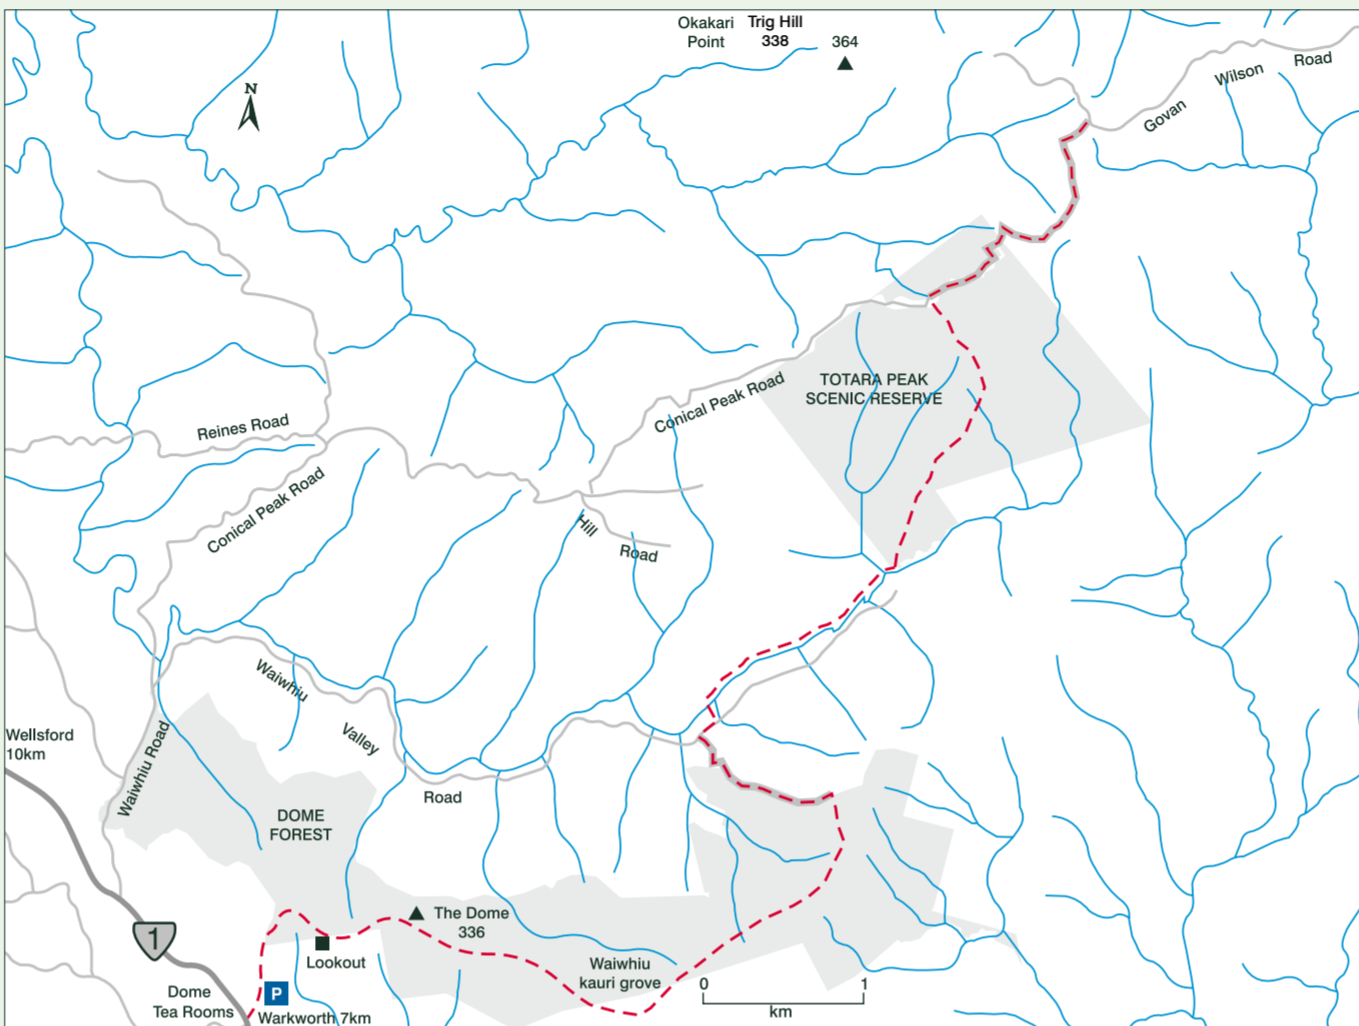 Okakari
Point
Trig Hill
338
364
N
Govan Wilson Road
TOTARA PEAK
SCENIC RESERVE
Conical Peak Road
Reines Road
Conical Peak Road
Hill Road
Waiwhiu Valley Road
Wellsford
10km
Waiwhiu Road
DOME
FOREST
The Dome
336
1
Lookout
Waiwhiu
kauri grove
P
Dome
Tea Rooms
Warkworth 7km
0 1
km